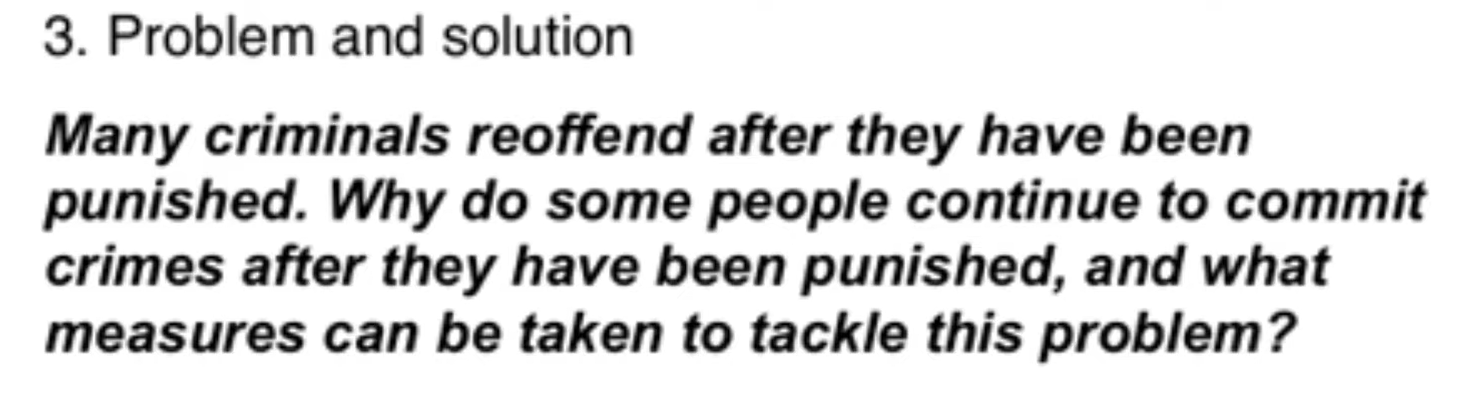 3. Problem and solution
Many criminals reoffend after they have been
punished. Why do some people continue to commit
crimes after they have been punished, and what
measures can be taken to tackle this problem?